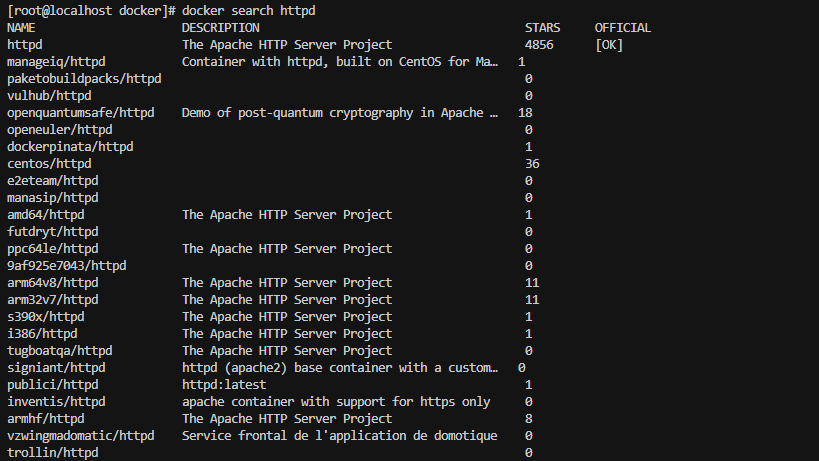 [root@localhost docker]# docker search httpd
NAME DESCRIPTION STARS OFFICIAL
httpd The Apache HTTP Server Project 4856 [OK]
manageiq/httpd Container with httpd, built on CentOS for Ma… 1
paketobuildpacks/httpd 0
vulhub/httpd 0
openquantumsafe/httpd Demo of post-quantum cryptography in Apache … 18
openeuler/httpd 0
dockerpinata/httpd 1
centos/httpd 36
e2eteam/httpd 0
manasip/httpd 0
amd64/httpd The Apache HTTP Server Project 1
futdryt/httpd 0
ppc64le/httpd The Apache HTTP Server Project 0
9af925e7043/httpd 0
arm64v8/httpd The Apache HTTP Server Project 11
arm32v7/httpd The Apache HTTP Server Project 11
s390x/httpd The Apache HTTP Server Project 1
i386/httpd The Apache HTTP Server Project 1
tugboatqa/httpd The Apache HTTP Server Project 0
signiant/httpd httpd (apache2) base container with a custom… 0
publici/httpd httpd:latest 1
inventis/httpd apache container with support for https only 0
armhf/httpd The Apache HTTP Server Project 8
vzwingmadomatic/httpd Service frontal de l'application de domotique 0
trollin/httpd 0